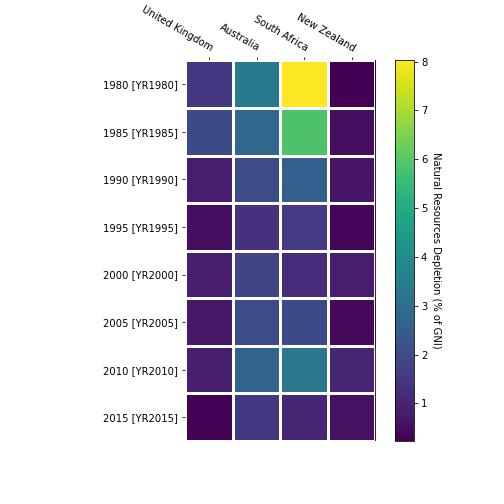 United Kingdom
Australia
South Africa
New Zealand
1980 [YR1980]
1985 [YR1985]
1990 [YR1990]
1995 [YR1995]
2000 [YR2000]
2005 [YR2005]
2010 [YR2010]
2015 [YR2015]
8
7
6
5
4
3
2
1
Natural Resources Depletion (% of GNI)